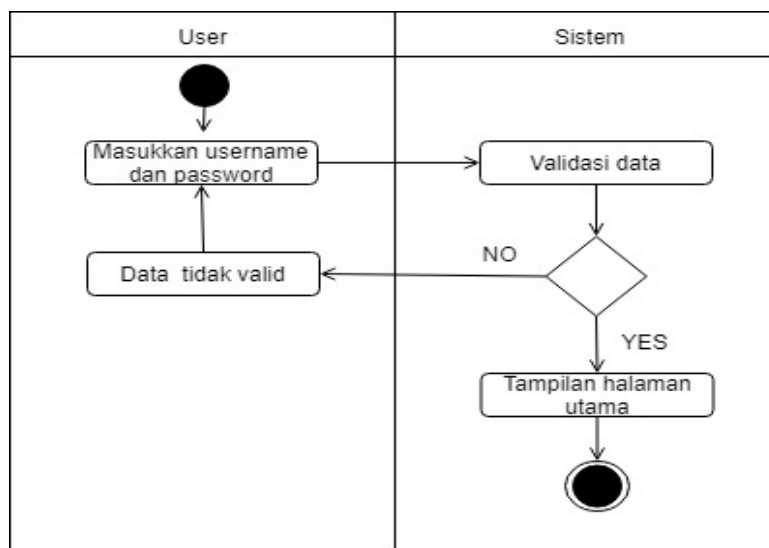 User
Sistem
Masukkan username
dan password
Validasi data
NO
Data tidak valid
YES
Tampilan halaman
utama